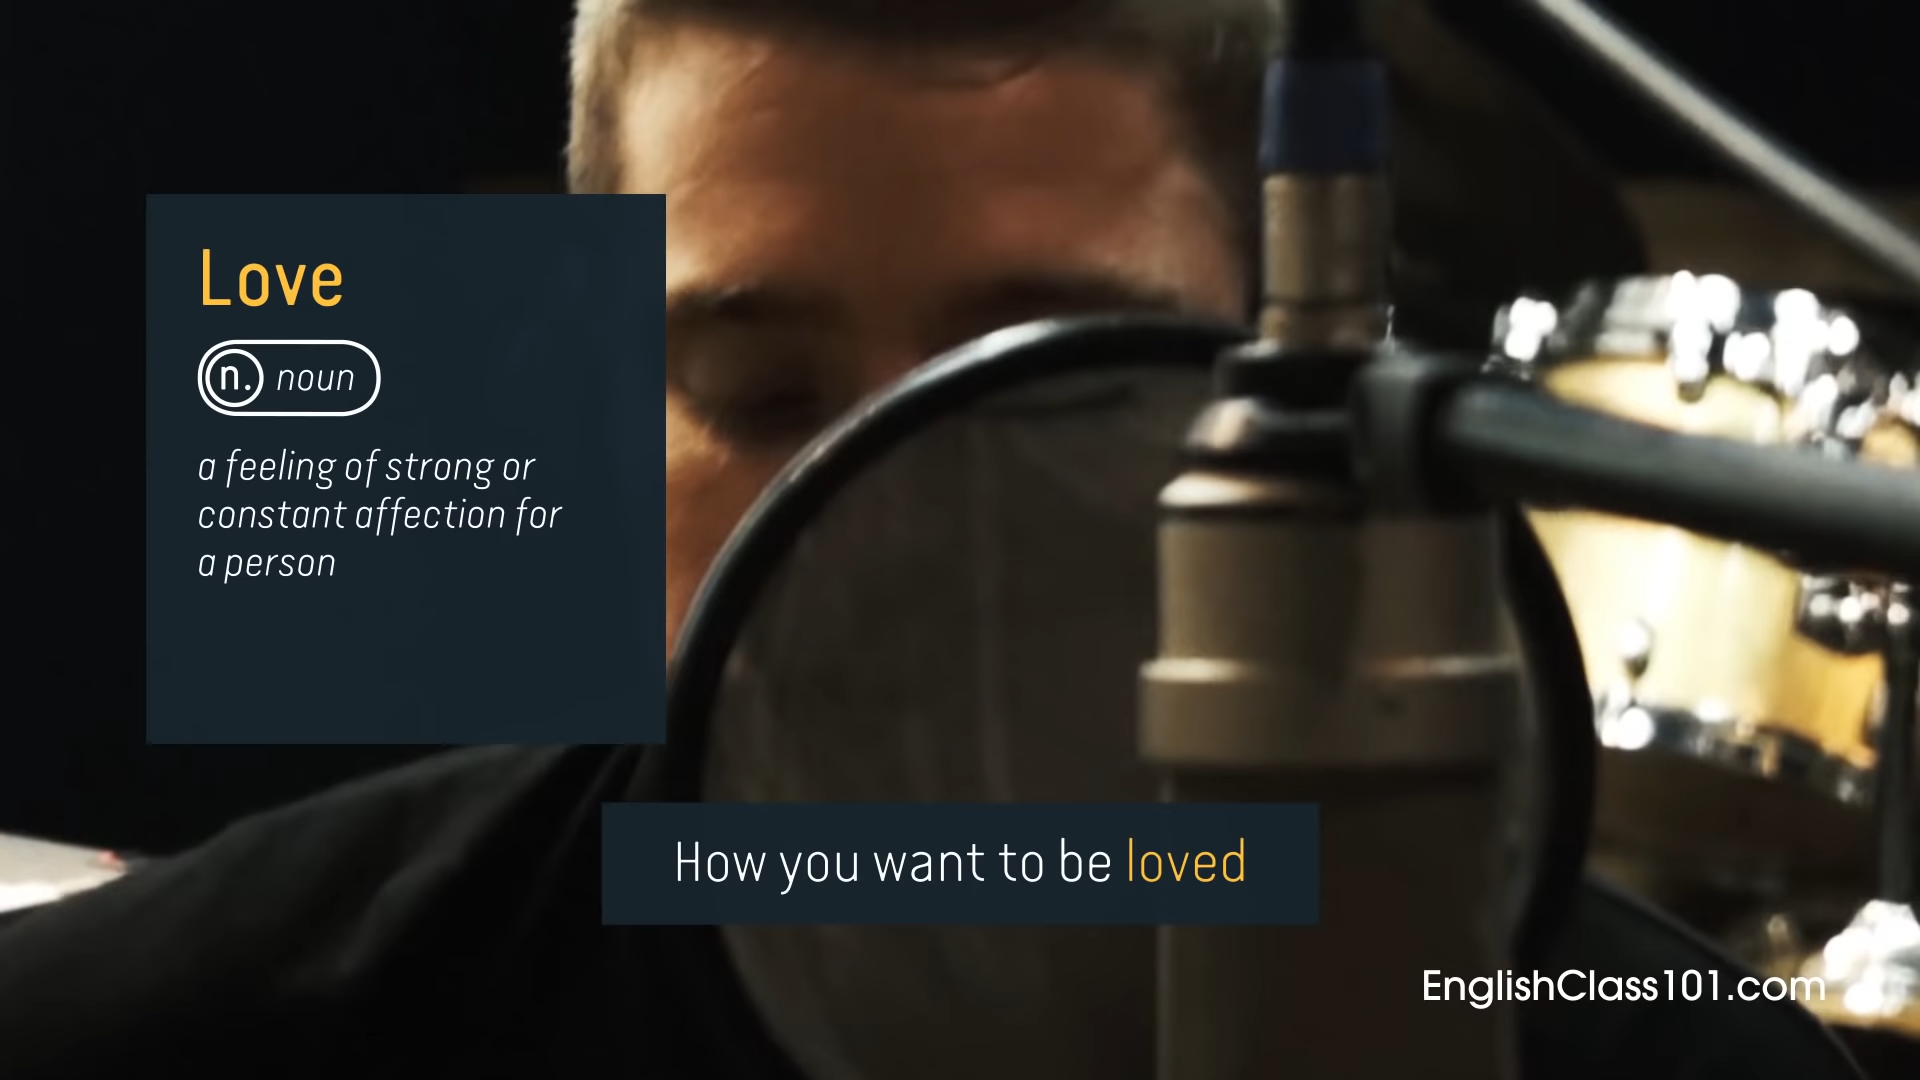 Love
n. noun
a feeling of strong or
constant affection for
a person
How you want to be loved
EnglishClass101.com